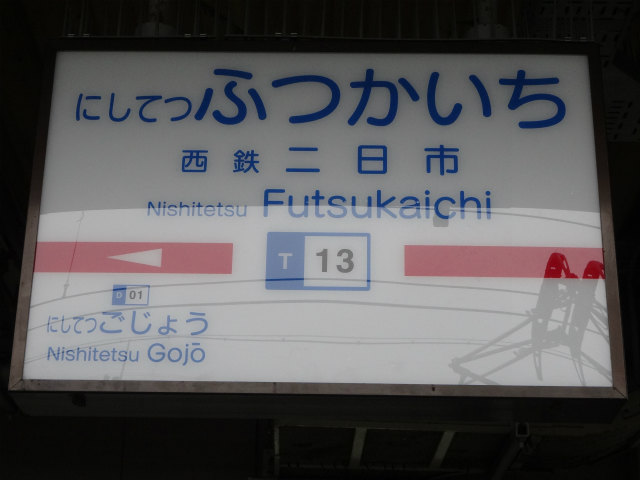 にしてつふつかいち
西鉄二日市
Nishitetsu Futsukaichi
T 13
D 01
にしてつごじょう
Nishitetsu Gojō